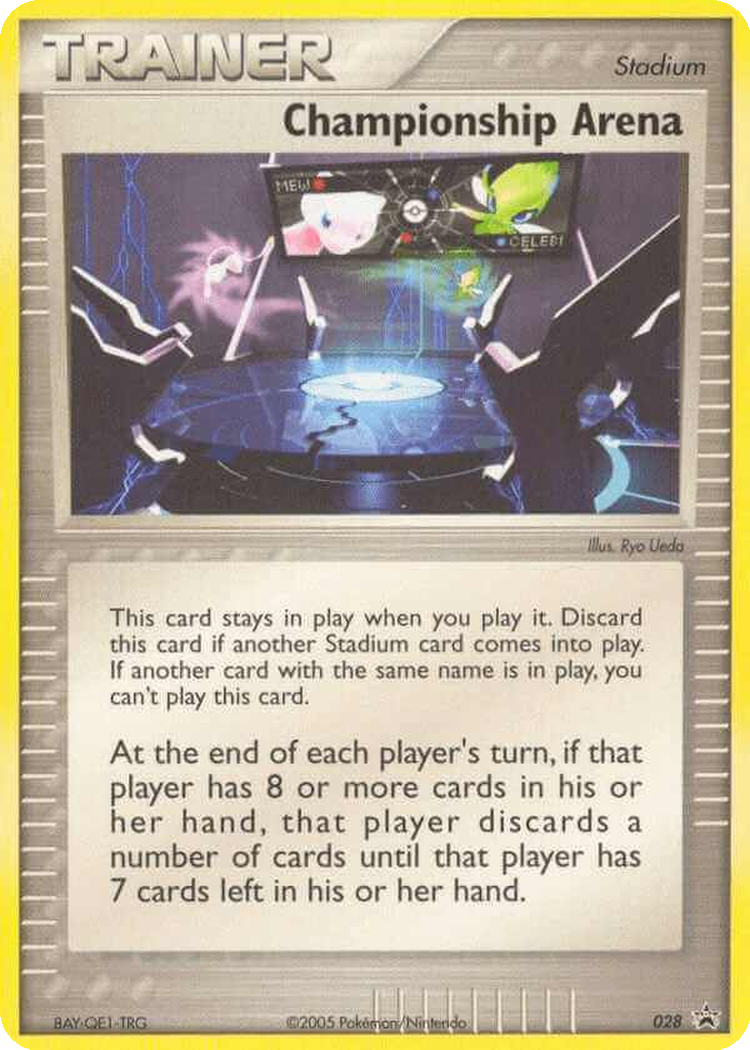 TRAINER
Stadium
Championship Arena
MEW
CELEBI
Illus. Ryo Ueda
This card stays in play when you play it. Discard
this card if another Stadium card comes into play.
If another card with the same name is in play, you
can't play this card.
At the end of each player's turn, if that
player has 8 or more cards in his or
her hand, that player discards a
number of cards until that player has
7 cards left in his or her hand.
BAY-QE1-TRG
©2005 Pokémon/Nintendo
028
PROMO